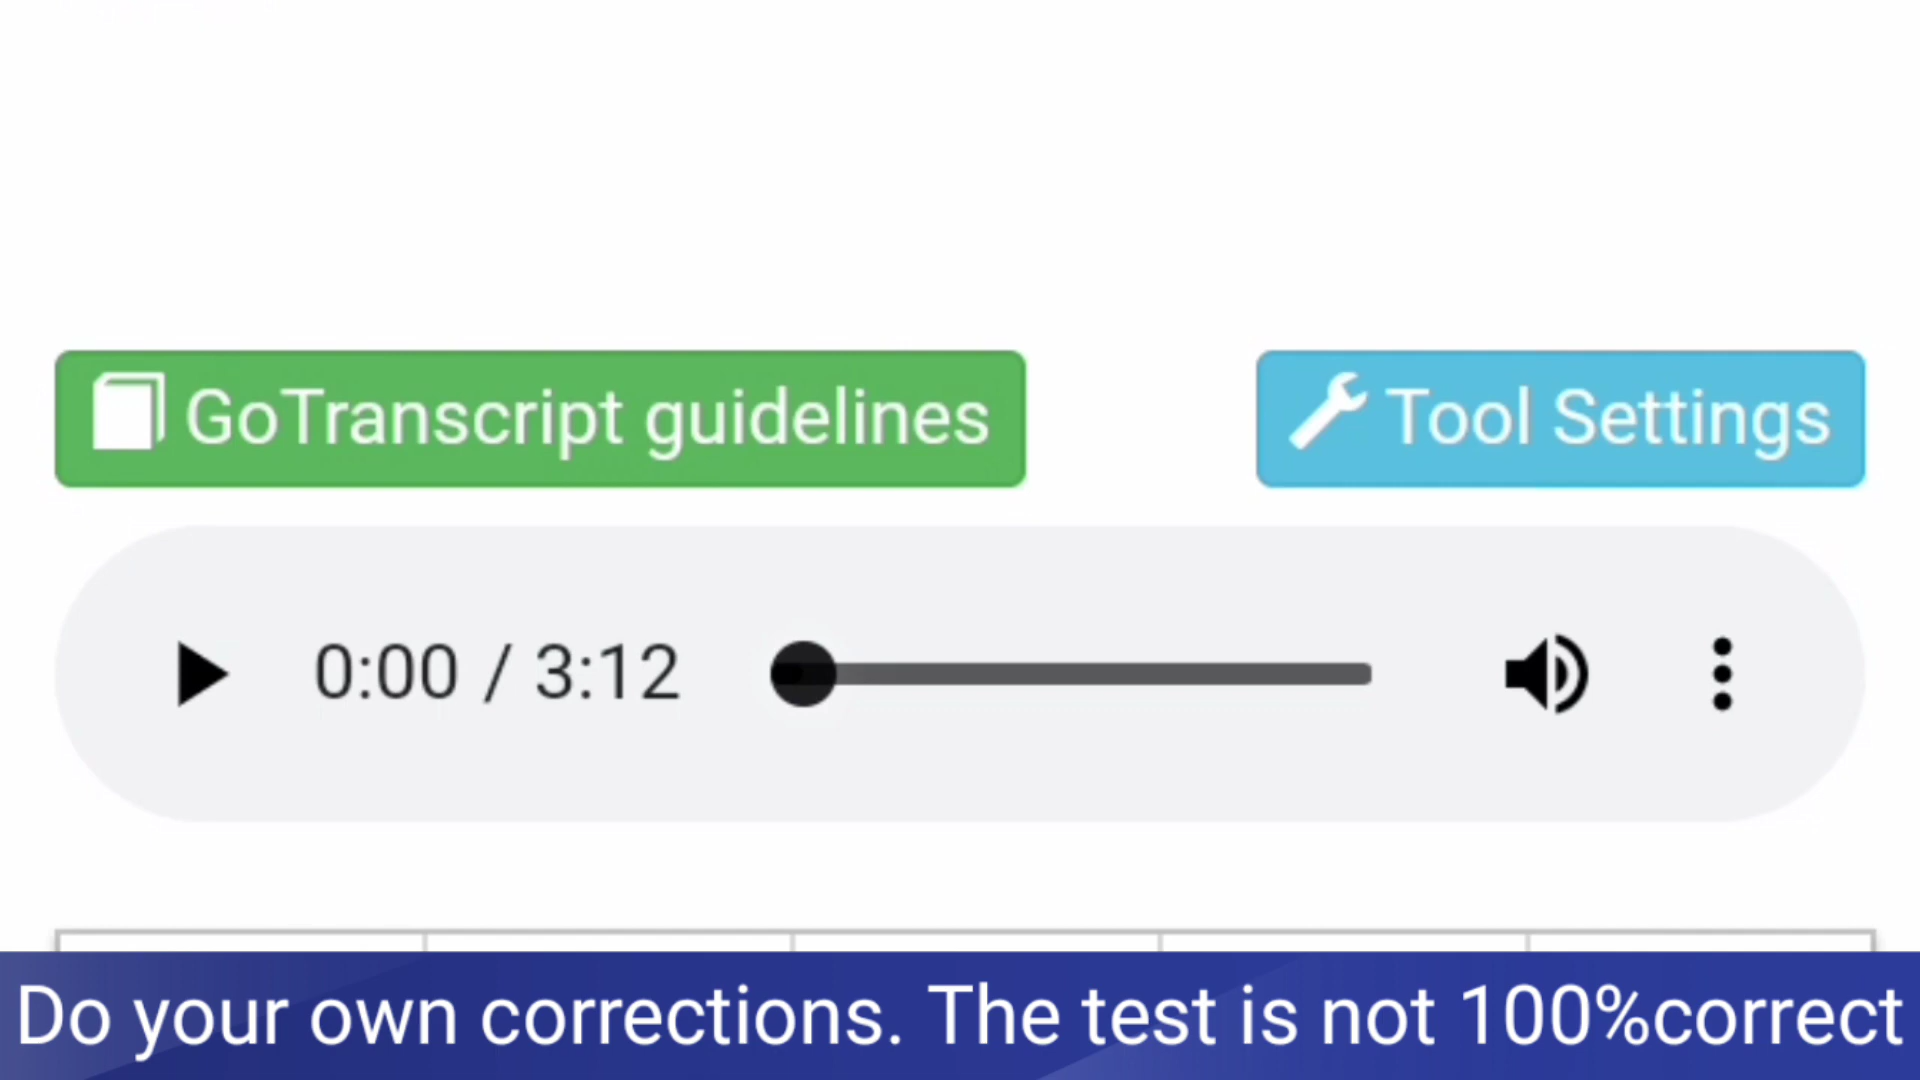 GoTranscript guidelines
Tool Settings
0:00 / 3:12
Do your own corrections. The test is not 100%correct